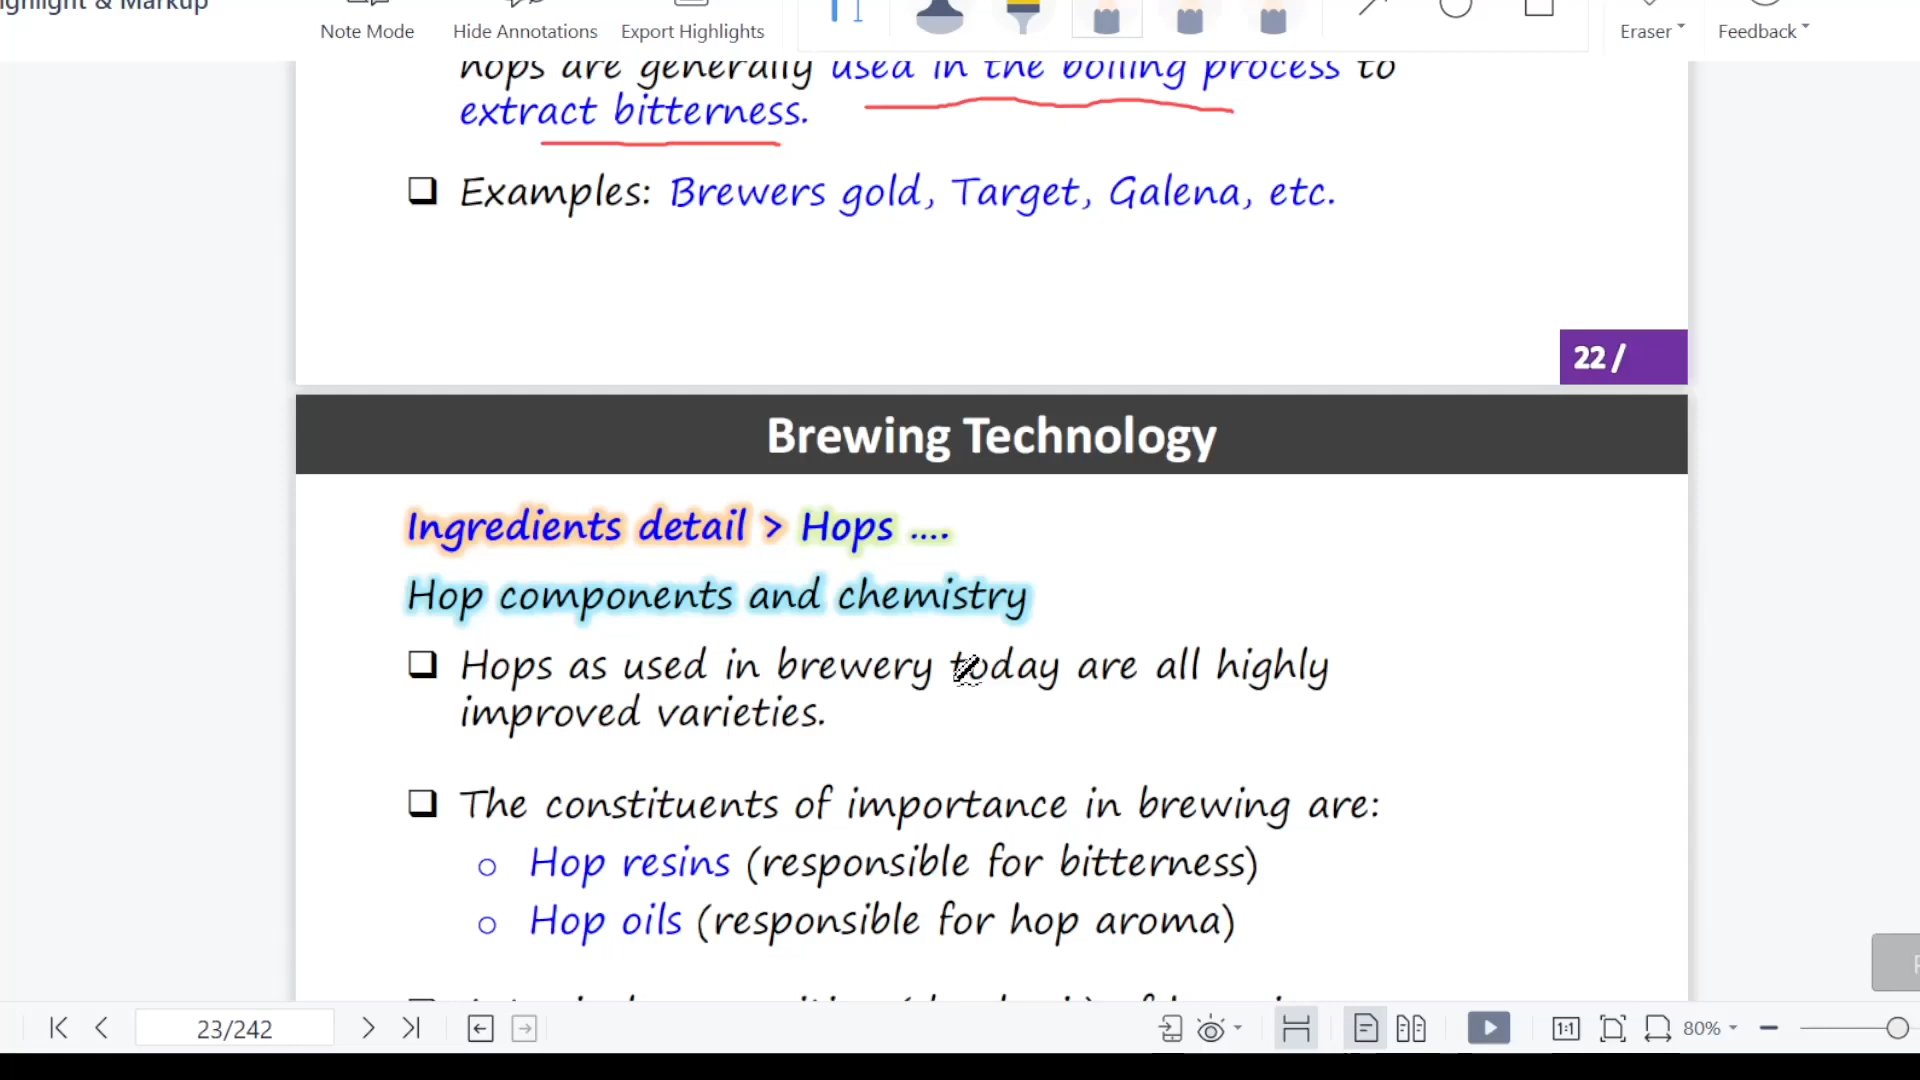 ighlight & Markup
Note Mode
Hide Annotations
Export Highlights
Eraser
Feedback
hops are generally used in the boiling process to
extract bitterness.
Examples: Brewers gold, Target, Galena, etc.
22 /
Brewing Technology
Ingredients detail > Hops ....
Hop components and chemistry
Hops as used in brewery today are all highly
improved varieties.
The constituents of importance in brewing are:
Hop resins (responsible for bitterness)
Hop oils (responsible for hop aroma)
23/242
1:1
80%